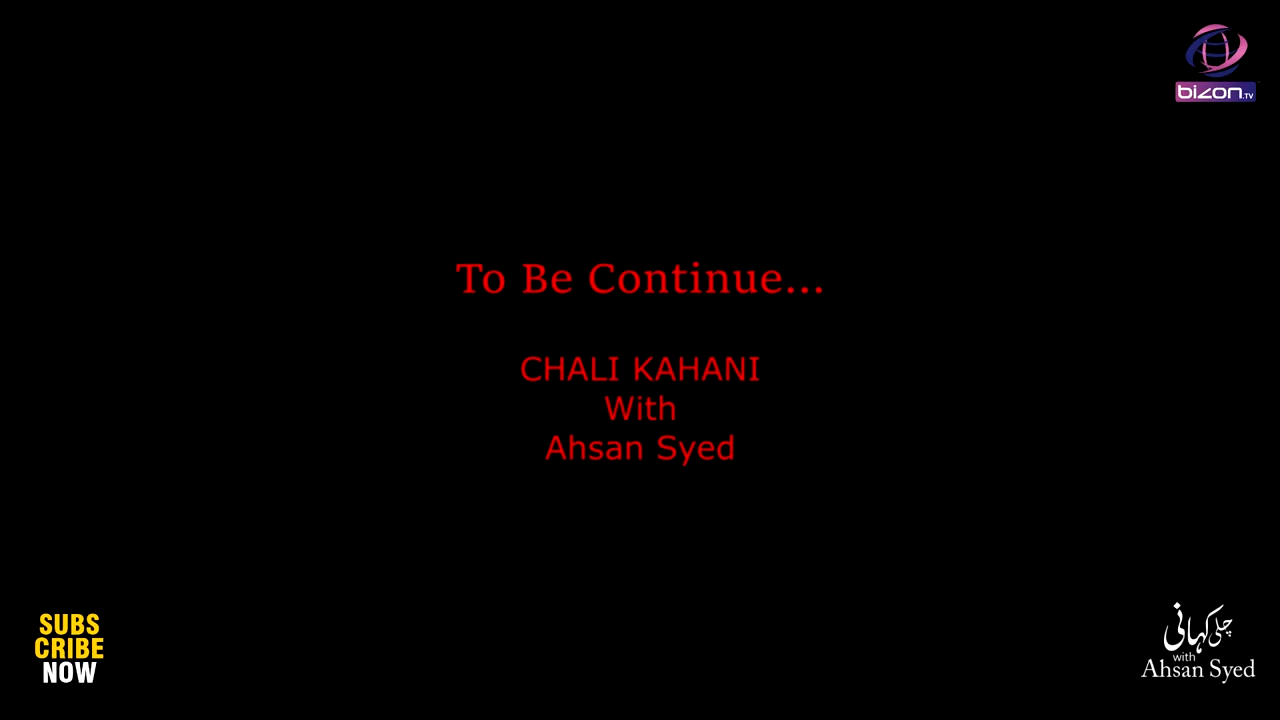 bizon.TV
To Be Continue...
CHALI KAHANI
With
Ahsan Syed
SUBS
CRIBE
NOW
چلی کہانی
with
Ahsan Syed